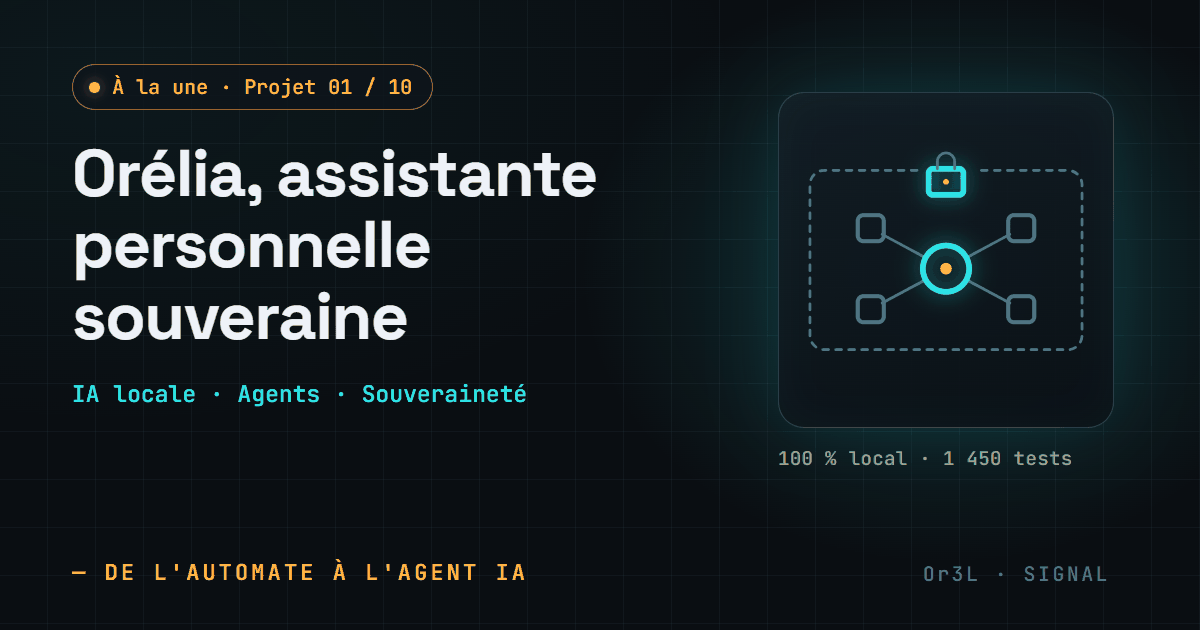 À la une · Projet 01 / 10
Orélia, assistante
personnelle
souveraine
IA locale · Agents · Souveraineté
100 % local · 1 450 tests
— DE L'AUTOMATE À L'AGENT IA
Or3L · SIGNAL